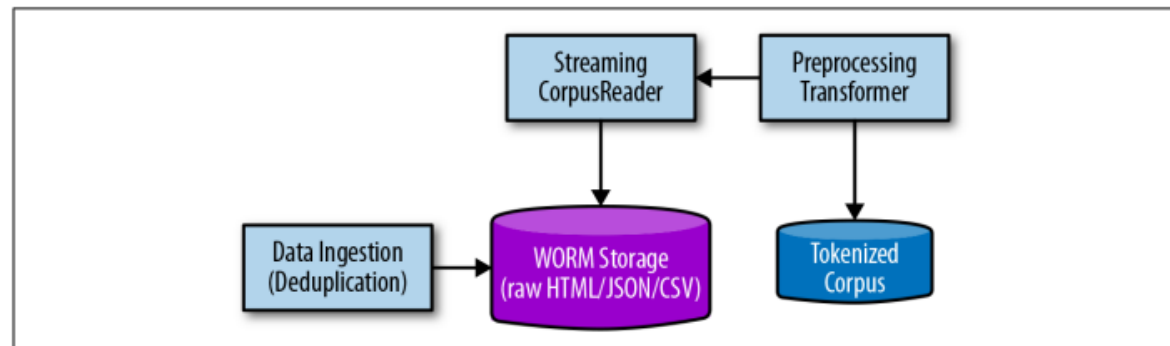 Streaming
CorpusReader
Preprocessing
Transformer
Data Ingestion
(Deduplication)
WORM Storage
(raw HTML/JSON/CSV)
Tokenized
Corpus